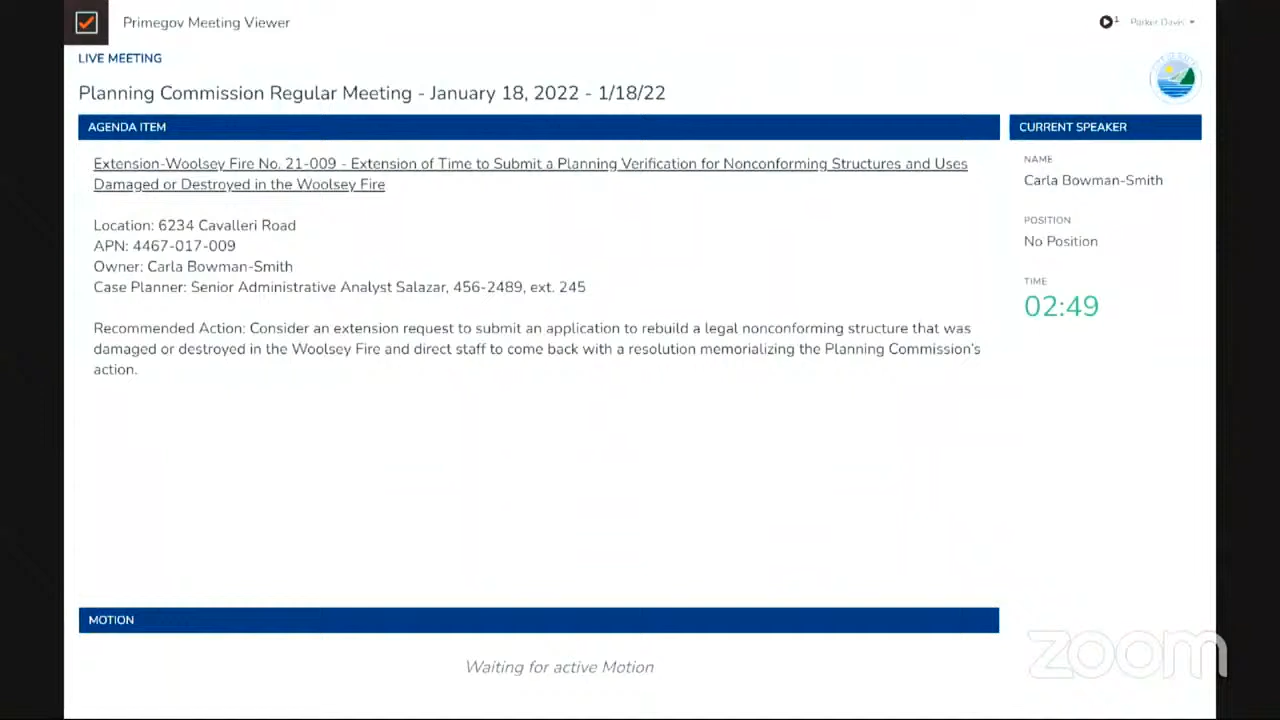 Primegov Meeting Viewer
1
Parker Davis
LIVE MEETING
Planning Commission Regular Meeting - January 18, 2022 - 1/18/22
AGENDA ITEM
CURRENT SPEAKER
Extension-Woolsey Fire No. 21-009 - Extension of Time to Submit a Planning Verification for Nonconforming Structures and Uses
Damaged or Destroyed in the Woolsey Fire
Location: 6234 Cavalleri Road
APN: 4467-017-009
Owner: Carla Bowman-Smith
Case Planner: Senior Administrative Analyst Salazar, 456-2489, ext. 245
Recommended Action: Consider an extension request to submit an application to rebuild a legal nonconforming structure that was
damaged or destroyed in the Woolsey Fire and direct staff to come back with a resolution memorializing the Planning Commission's
action.
NAME
Carla Bowman-Smith
POSITION
No Position
TIME
02:49
MOTION
Waiting for active Motion
zoom